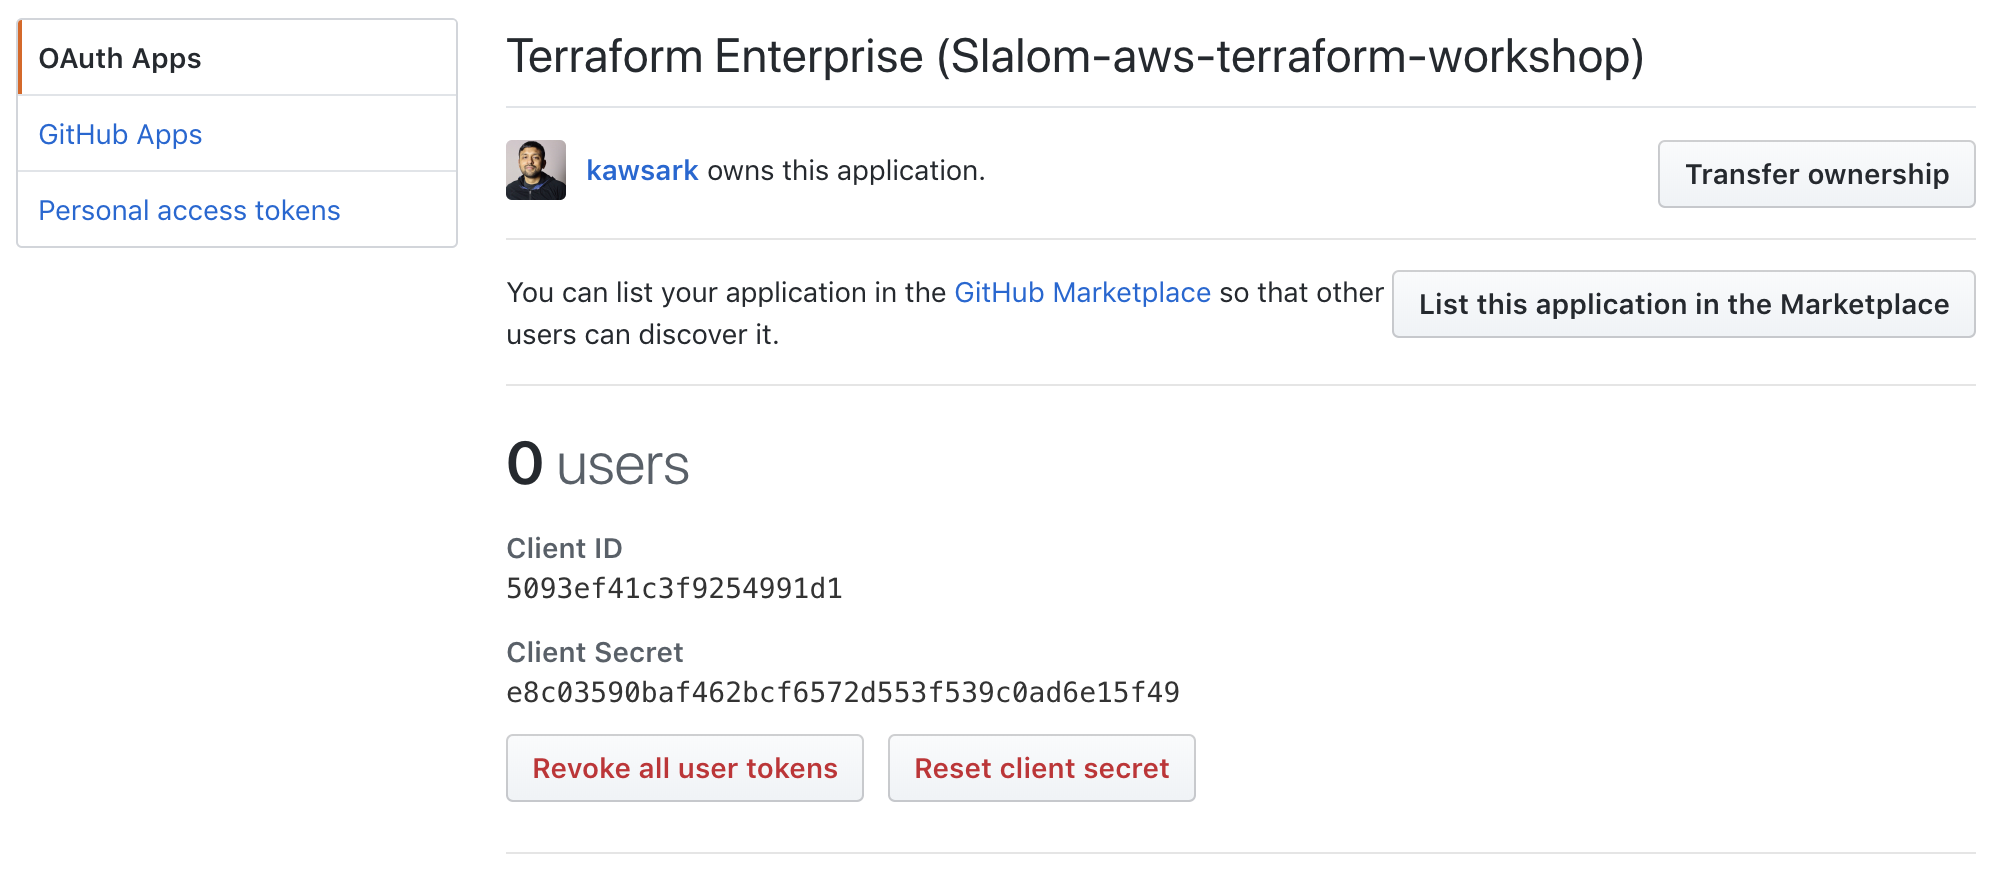 OAuth Apps
GitHub Apps
Personal access tokens
Terraform Enterprise (Slalom-aws-terraform-workshop)
kawsark owns this application.
Transfer ownership
You can list your application in the GitHub Marketplace so that other
users can discover it.
List this application in the Marketplace
0 users
Client ID
5093ef41c3f9254991d1
Client Secret
e8c03590baf462bcf6572d553f539c0ad6e15f49
Revoke all user tokens
Reset client secret